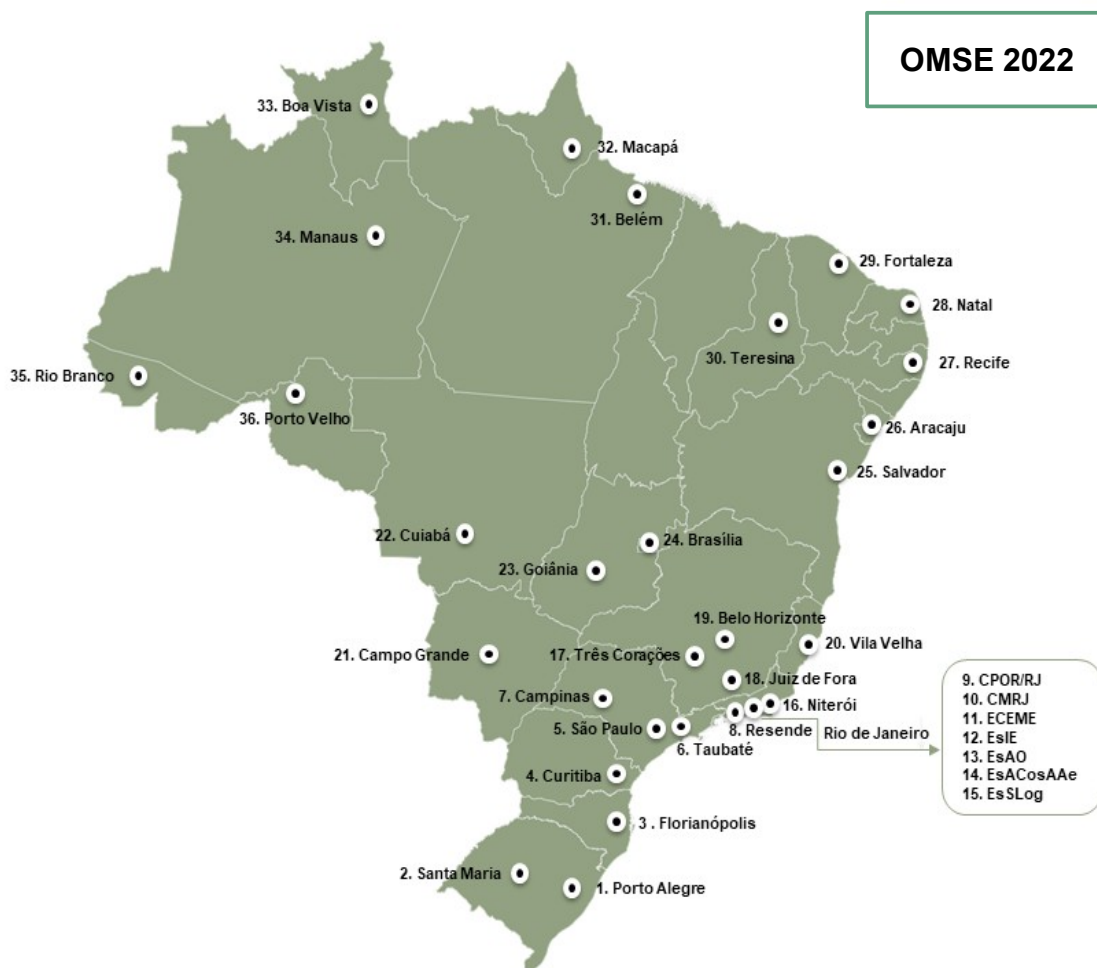 OMSE 2022
33. Boa Vista
32. Macapá
31. Belém
34. Manaus
29. Fortaleza
28. Natal
30. Teresina
27. Recife
35. Rio Branco
36. Porto Velho
26. Aracaju
25. Salvador
22. Cuiabá
24. Brasília
23. Goiânia
19. Belo Horizonte
20. Vila Velha
21. Campo Grande
17. Três Corações
18. Juiz de Fora
7. Campinas
16. Niterói
5. São Paulo
8. Resende
Rio de Janeiro
6. Taubaté
9. CPOR/RJ
10. CMRJ
11. ECEME
12. EsIE
13. EsAO
14. EsACosAAe
15. EsSLog
4. Curitiba
3 . Florianópolis
2. Santa Maria
1. Porto Alegre